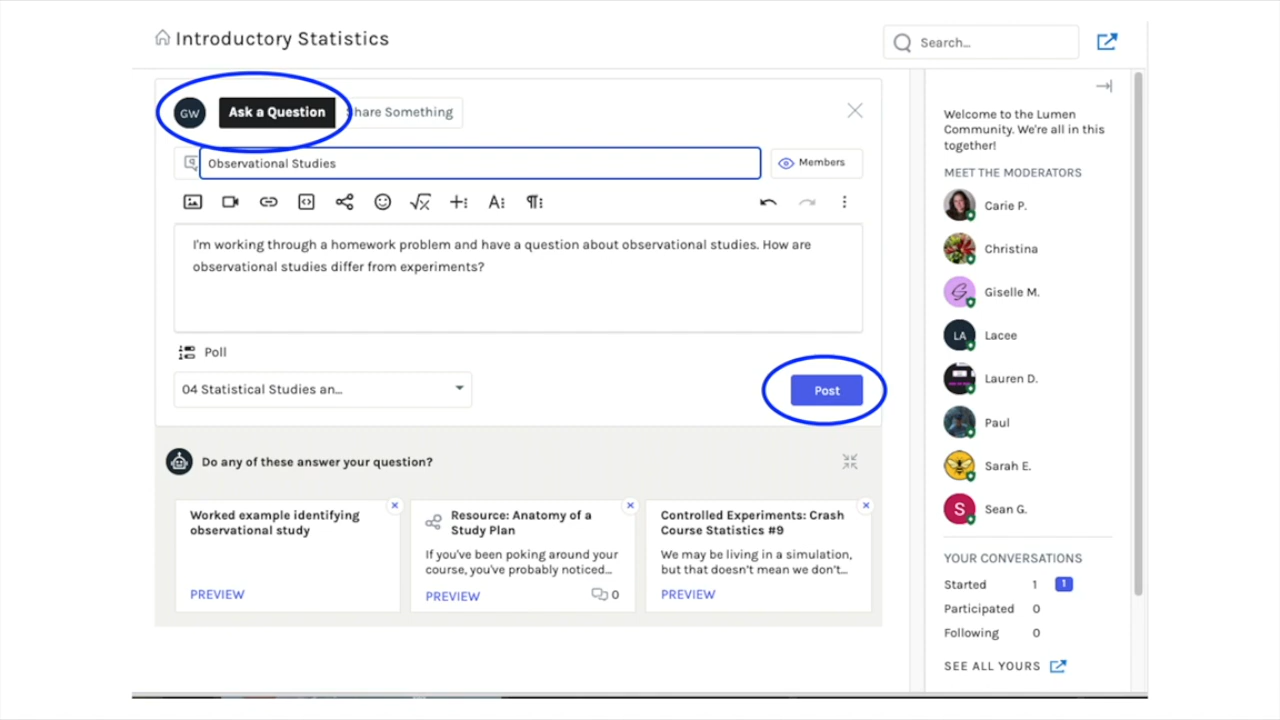 Introductory Statistics
Search...
GW
Ask a Question
hare Something
Observational Studies
Members
I'm working through a homework problem and have a question about observational studies. How are
observational studies differ from experiments?
Poll
04 Statistical Studies an...
Post
Do any of these answer your question?
Worked example identifying
observational study
PREVIEW
Resource: Anatomy of a
Study Plan
If you've been poking around your
course, you've probably noticed...
PREVIEW
0
Controlled Experiments: Crash
Course Statistics #9
We may be living in a simulation,
but that doesn't mean we don't...
PREVIEW
Welcome to the Lumen
Community. We're all in this
together!
MEET THE MODERATORS
Carie P.
Christina
Giselle M.
LA
Lacee
Lauren D.
Paul
Sarah E.
S
Sean G.
YOUR CONVERSATIONS
Started 1 1
Participated 0
Following 0
SEE ALL YOURS